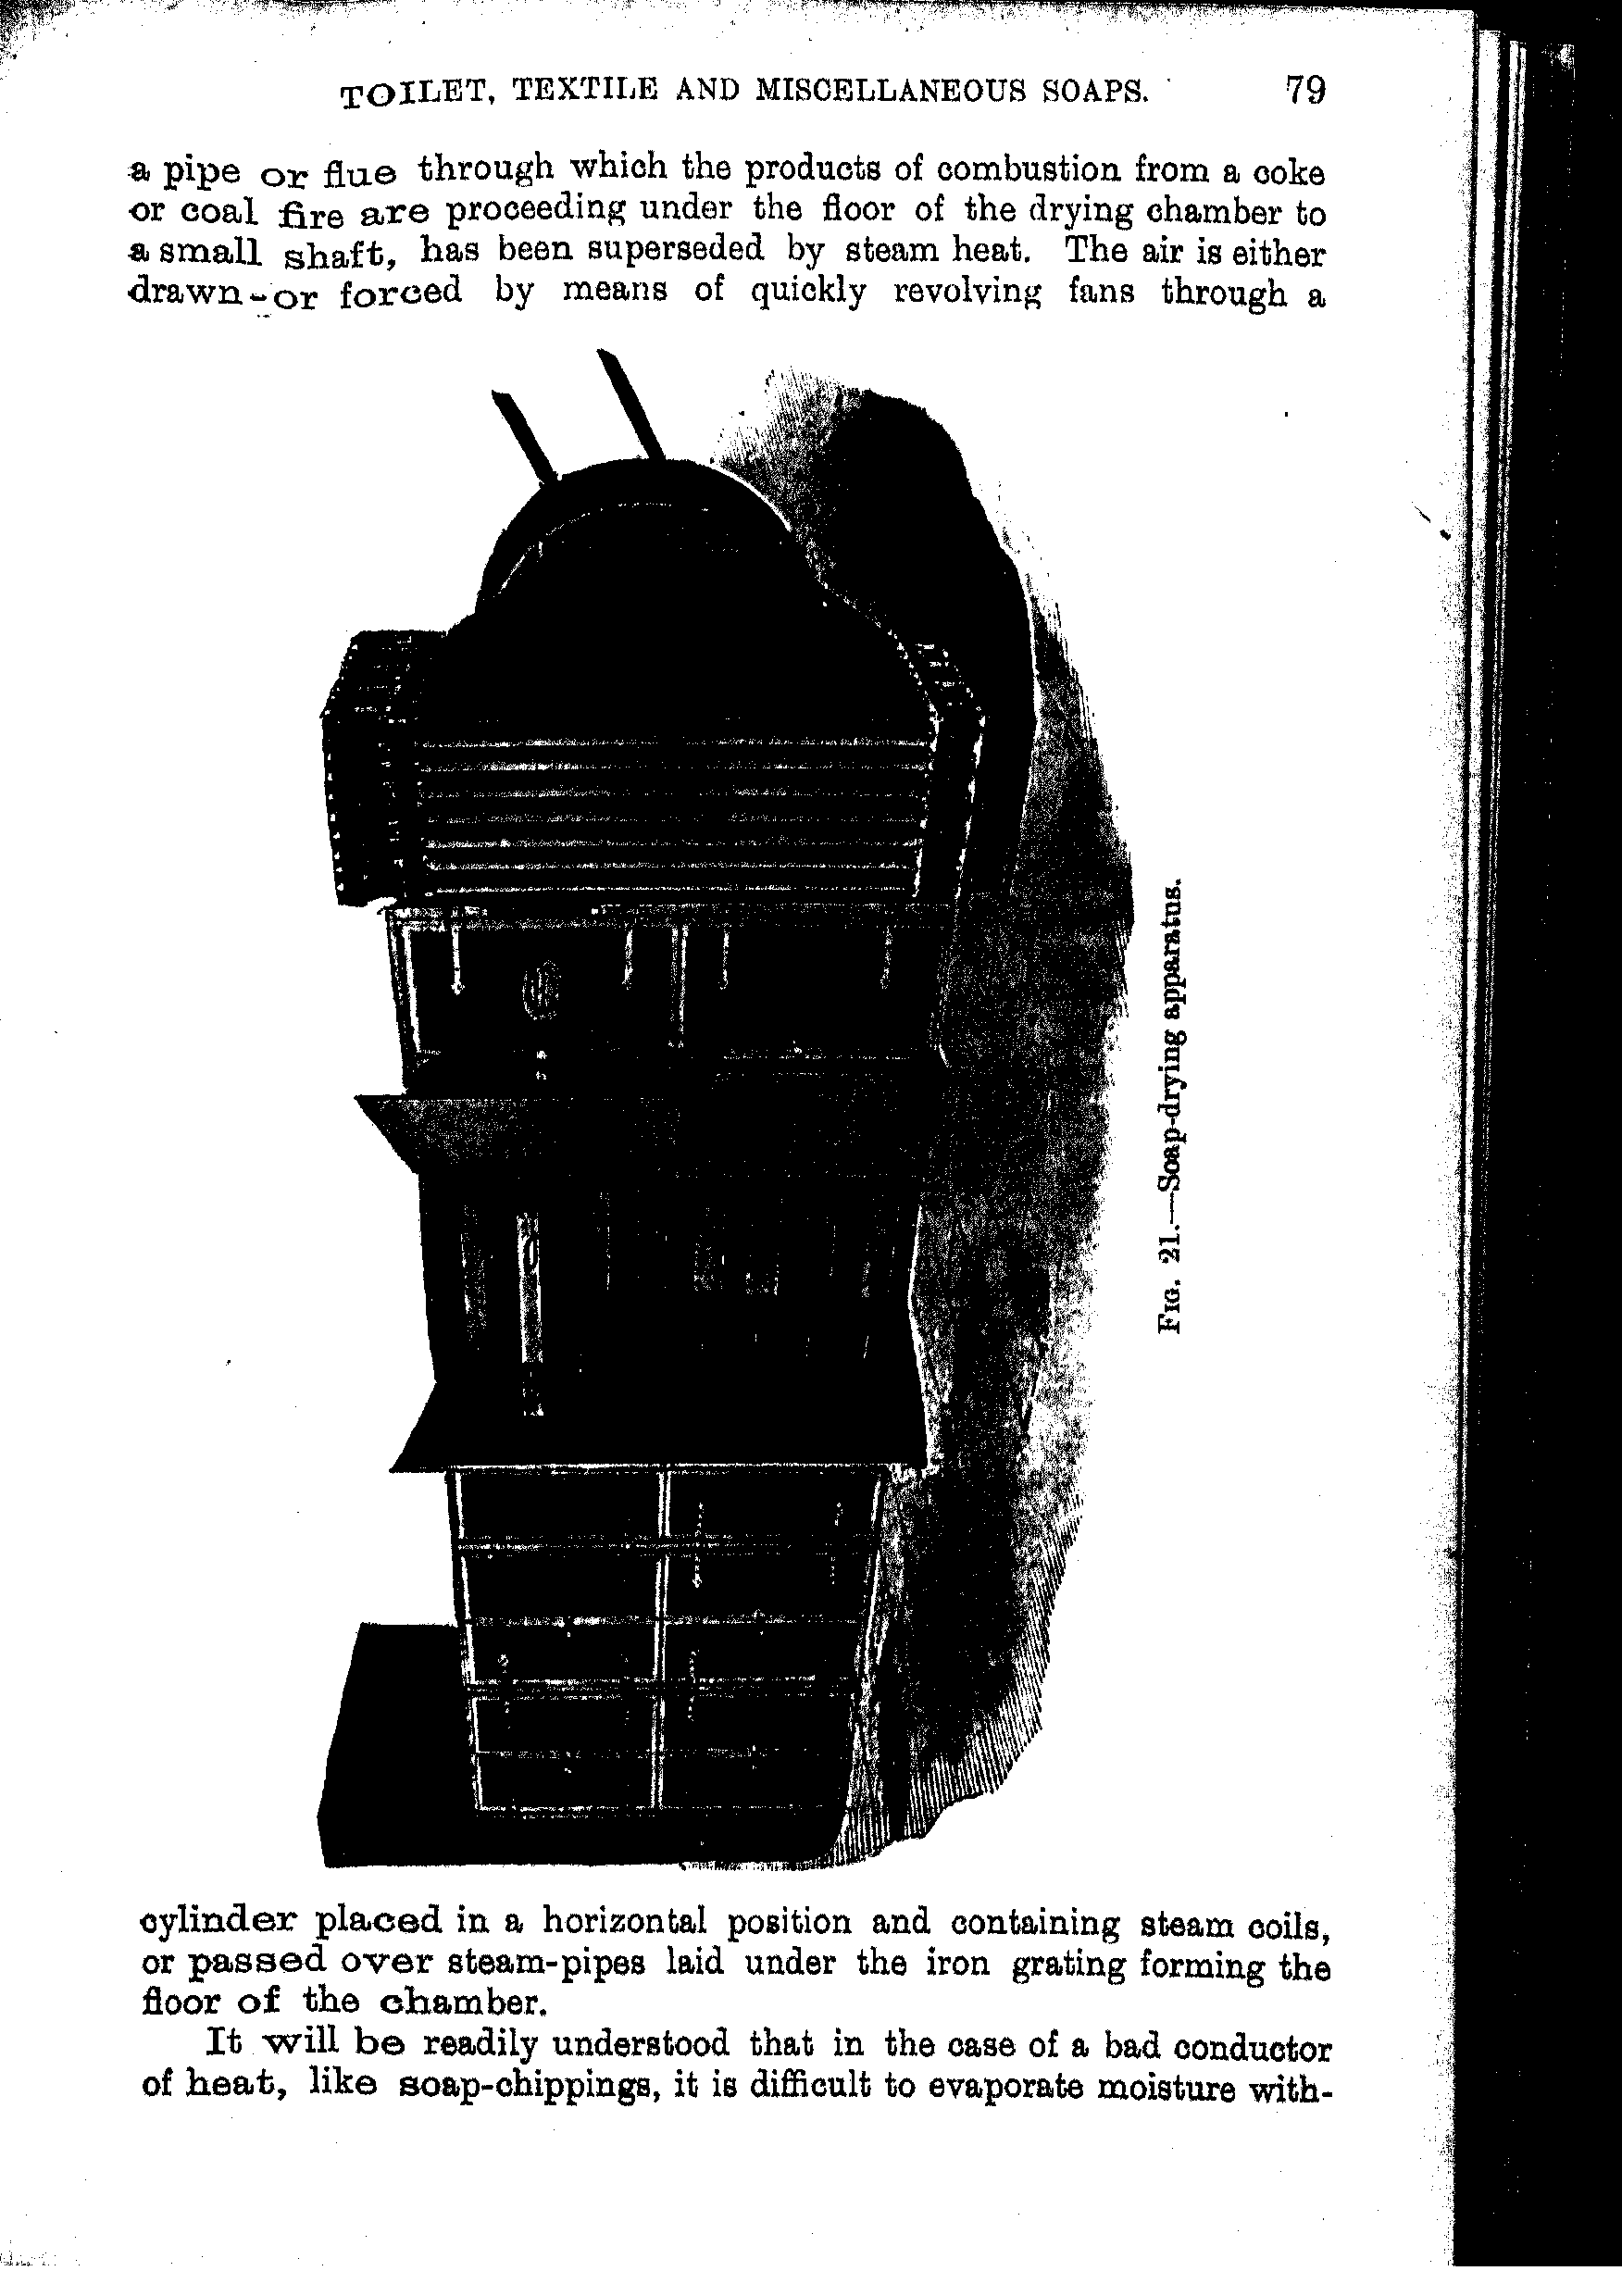 TOILET, TEXTILE AND MISCELLANEOUS SOAPS. 79
a pipe or flue through which the products of combustion from a coke
or coal fire are proceeding under the floor of the drying chamber to
a small shaft, has been superseded by steam heat. The air is either
drawn or forced by means of quickly revolving fans through a
FIG. 21.—Soap-drying apparatus.
cylinder placed in a horizontal position and containing steam coils,
or passed over steam-pipes laid under the iron grating forming the
floor of the chamber.
It will be readily understood that in the case of a bad conductor
of heat, like soap-chippings, it is difficult to evaporate moisture with-